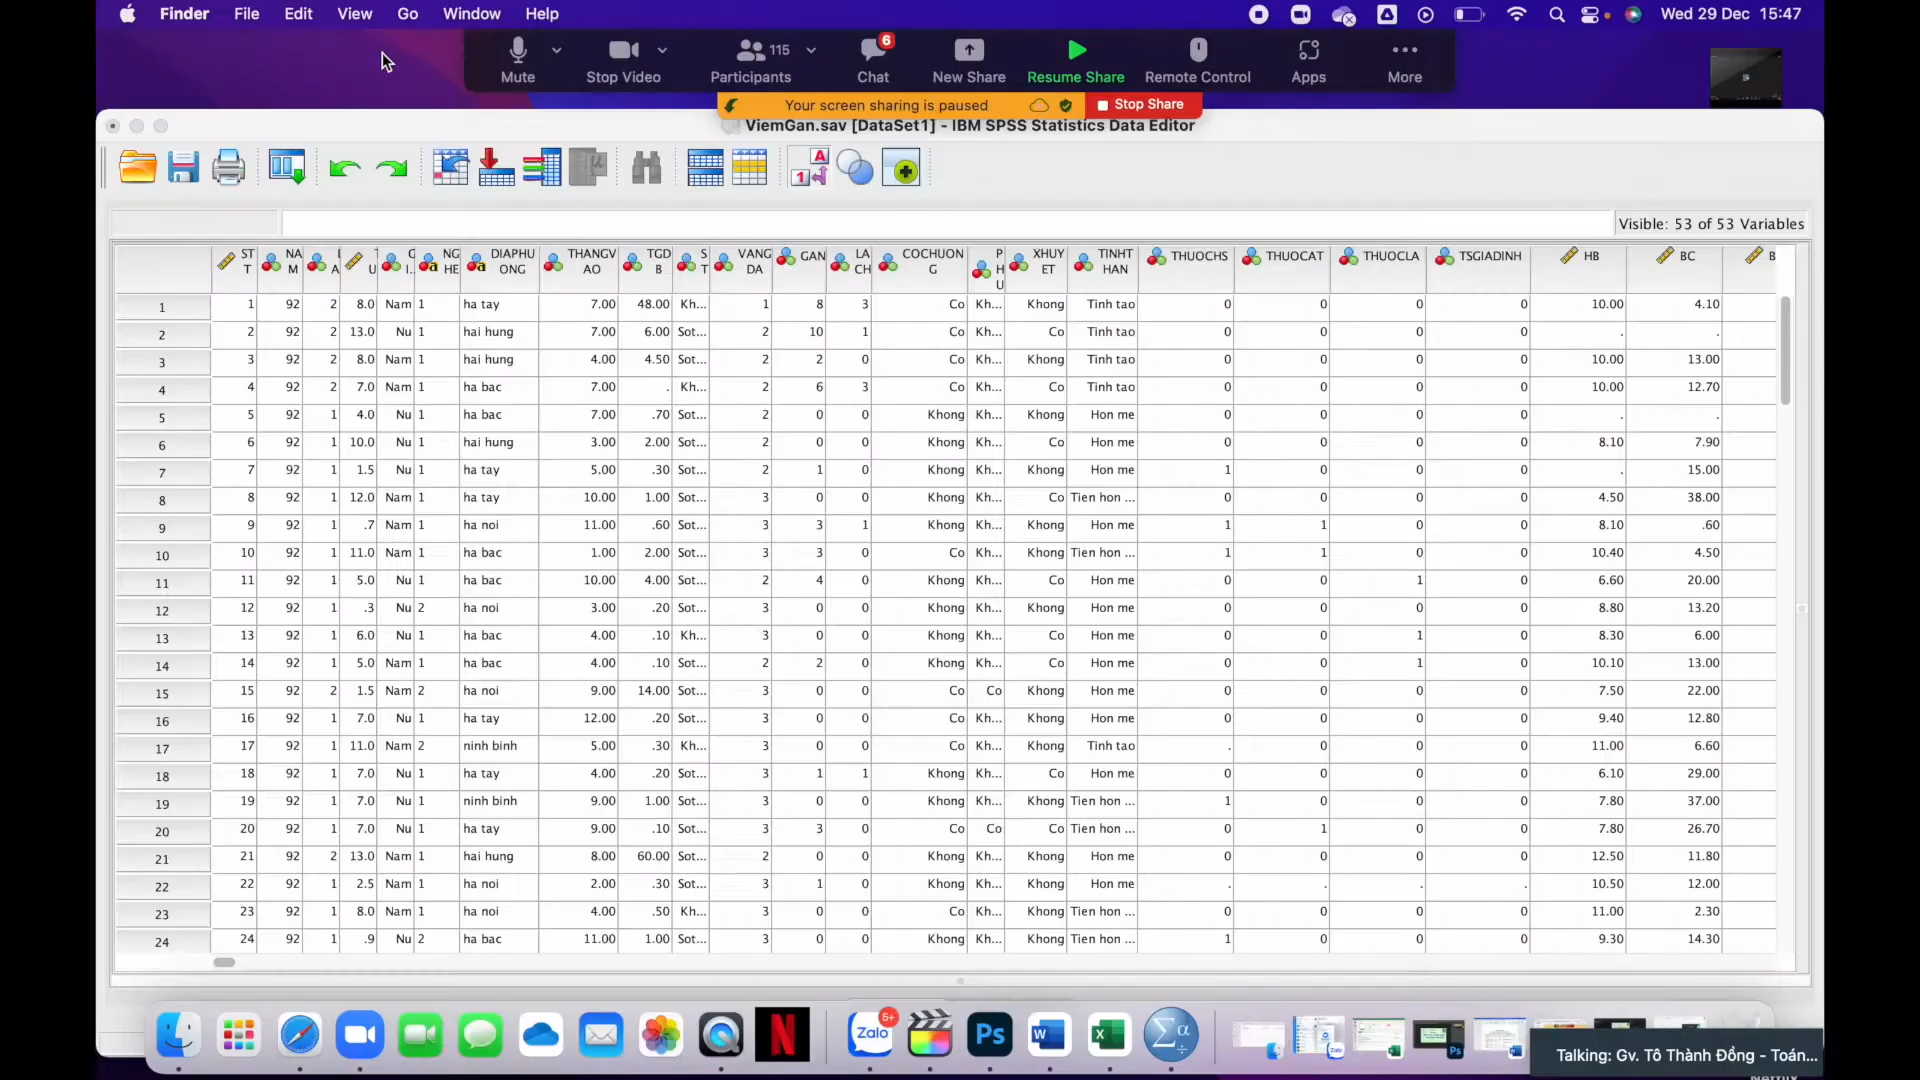 Finder File Edit View Go Window Help Wed 29 Dec 15:47
Mute Stop Video Participants 115 Chat 6 New Share Resume Share Remote Control Apps More
Your screen sharing is paused Stop Share
ViemGan.sav [DataSet1] - IBM SPSS Statistics Data Editor
Visible: 53 of 53 Variables
ST T NA M NG HE DIAPHU ONG THANGV AO TGD B S T VANG DA GAN LA CH COCHUON G P H U XHUY ET TINHT HAN THUOCHS THUOCAT THUOCLA TSGIADINH HB BC B
1 1 92 2 8.0 Nam 1 ha tay 7.00 48.00 Kh... 1 8 3 Co Kh... Khong Tinh tao 0 0 0 0 10.00 4.10
2 2 92 2 13.0 Nu 1 hai hung 7.00 6.00 Sot... 2 10 1 Co Kh... Co Tinh tao 0 0 0 0 . .
3 3 92 2 8.0 Nam 1 hai hung 4.00 4.50 Sot... 2 2 0 Co Kh... Khong Tinh tao 0 0 0 0 10.00 13.00
4 4 92 2 7.0 Nam 1 ha bac 7.00 . Kh... 2 6 3 Co Kh... Co Tinh tao 0 0 0 0 10.00 12.70
5 5 92 1 4.0 Nu 1 ha bac 7.00 .70 Sot... 2 0 0 Khong Kh... Khong Hon me 0 0 0 0 . .
6 6 92 1 10.0 Nu 1 hai hung 3.00 2.00 Sot... 2 0 0 Khong Kh... Co Hon me 0 0 0 0 8.10 7.90
7 7 92 1 1.5 Nu 1 ha tay 5.00 .30 Sot... 2 1 0 Khong Kh... Khong Hon me 1 0 0 0 . 15.00
8 8 92 1 12.0 Nam 1 ha tay 10.00 1.00 Sot... 3 0 0 Khong Kh... Co Tien hon ... 0 0 0 0 4.50 38.00
9 9 92 1 .7 Nam 1 ha noi 11.00 .60 Sot... 3 3 1 Khong Kh... Khong Hon me 1 1 0 0 8.10 .60
10 10 92 1 11.0 Nam 1 ha bac 1.00 2.00 Sot... 3 3 0 Co Kh... Khong Tien hon ... 1 1 0 0 10.40 4.50
11 11 92 1 5.0 Nu 1 ha bac 10.00 4.00 Sot... 2 4 0 Khong Kh... Co Hon me 0 0 1 0 6.60 20.00
12 12 92 1 .3 Nu 2 ha noi 3.00 .20 Sot... 3 0 0 Khong Kh... Khong Hon me 0 0 0 0 8.80 13.20
13 13 92 1 6.0 Nu 1 ha bac 4.00 .10 Kh... 3 0 0 Khong Kh... Co Hon me 0 0 1 0 8.30 6.00
14 14 92 1 5.0 Nam 1 ha bac 4.00 .10 Sot... 2 2 0 Khong Kh... Co Hon me 0 0 1 0 10.10 13.00
15 15 92 2 1.5 Nam 2 ha noi 9.00 14.00 Sot... 3 0 0 Co Co Khong Hon me 0 0 0 0 7.50 22.00
16 16 92 1 7.0 Nu 1 ha tay 12.00 .20 Sot... 3 0 0 Co Kh... Khong Hon me 0 0 0 0 9.40 12.80
17 17 92 1 11.0 Nam 2 ninh binh 5.00 .30 Kh... 3 0 0 Co Kh... Khong Tinh tao . 0 0 0 11.00 6.60
18 18 92 1 7.0 Nu 1 ha tay 4.00 .20 Sot... 3 1 1 Khong Kh... Co Hon me 0 0 0 0 6.10 29.00
19 19 92 1 7.0 Nu 1 ninh binh 9.00 1.00 Sot... 3 0 0 Khong Kh... Khong Tien hon ... 1 0 0 0 7.80 37.00
20 20 92 1 7.0 Nu 1 ha tay 9.00 .10 Sot... 3 3 0 Co Co Co Tien hon ... 0 1 0 0 7.80 26.70
21 21 92 2 13.0 Nam 1 hai hung 8.00 60.00 Sot... 2 0 0 Khong Kh... Khong Hon me 0 0 0 0 12.50 11.80
22 22 92 1 2.5 Nam 1 ha noi 2.00 .30 Sot... 3 1 0 Khong Kh... Khong Hon me . . . . 10.50 12.00
23 23 92 1 8.0 Nam 1 ha noi 4.00 .50 Kh... 3 0 0 Co Kh... Khong Tien hon ... 0 0 0 0 11.00 2.30
24 24 92 1 .9 Nu 2 ha bac 11.00 1.00 Sot... 3 0 0 Khong Kh... Khong Tien hon ... 1 0 0 0 9.30 14.30
N Zalo 5+ Ps W X Σα
Talking: Gv. Tô Thành Đồng - Toán...